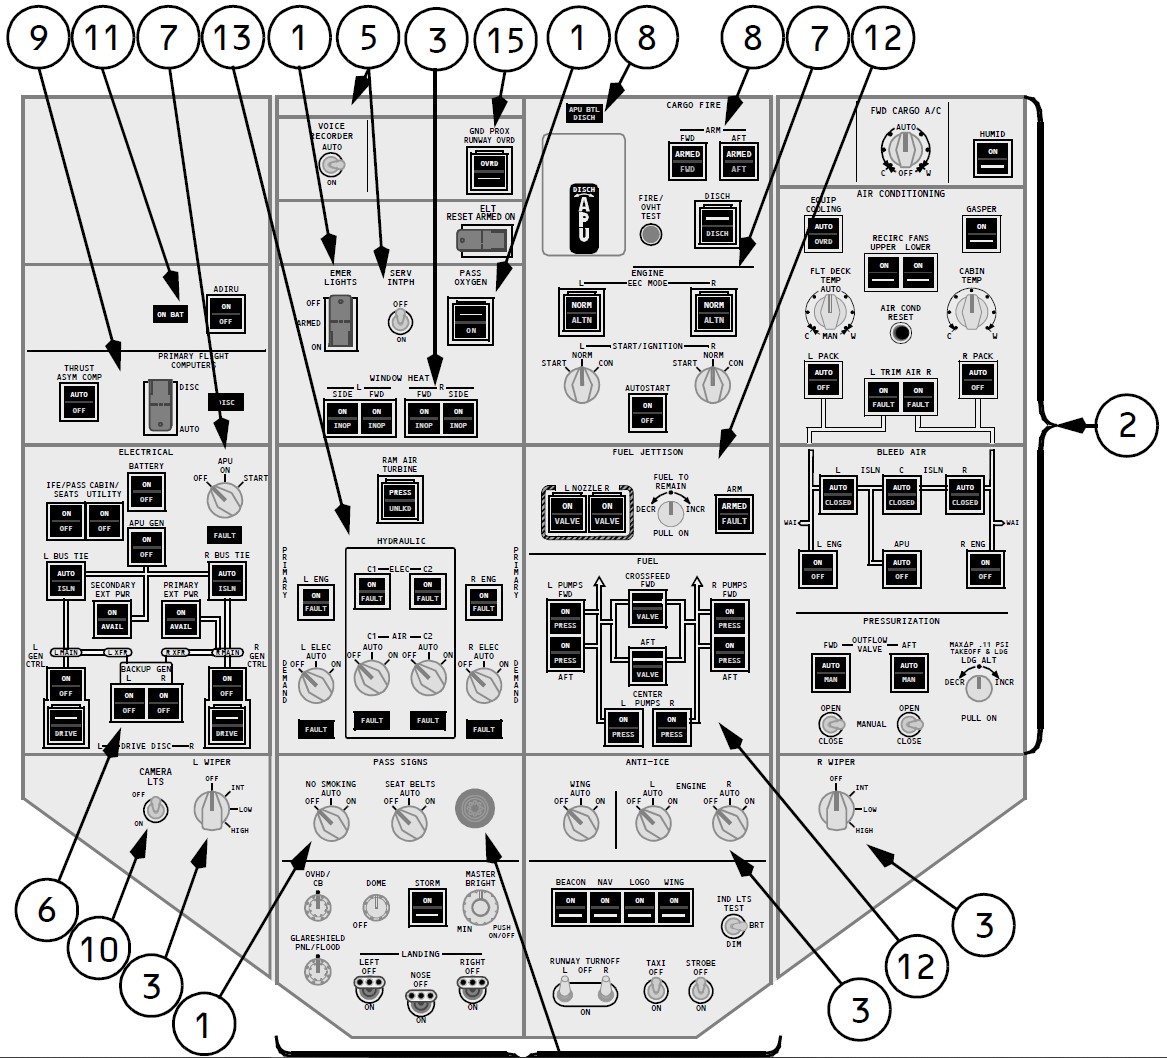 9 11 7 13 1 5 3 15 1 8 8 7 12
VOICE
RECORDER
AUTO
ON
GND PROX
RUNWAY OVRD
OVRD
ELT
RESET ARMED ON
ON BAT
ADIRU
ON
OFF
EMER
LIGHTS
OFF
ARMED
ON
SERV
INTPH
OFF
ON
PASS
OXYGEN
ON
PRIMARY FLIGHT
COMPUTERS
THRUST
ASYM COMP
AUTO
OFF
DISC
AUTO
DISC
WINDOW HEAT
L R
SIDE FWD FWD SIDE
ON ON ON ON
INOP INOP INOP INOP
APU BTL
DISCH
CARGO FIRE
ARM
FWD AFT
ARMED ARMED
FWD AFT
DISCH
APU
FIRE/
OVHT
TEST
DISCH
DISCH
ENGINE
L EEC MODE R
NORM NORM
ALTN ALTN
L START/IGNITION R
NORM NORM
START CON START CON
AUTOSTART
ON
OFF
FWD CARGO A/C
AUTO
C OFF W
HUMID
ON
AIR CONDITIONING
EQUIP
COOLING
AUTO
OVRD
GASPER
ON
RECIRC FANS
UPPER LOWER
ON ON
FLT DECK
TEMP
AUTO
C MAN W
CABIN
TEMP
C W
AIR COND
RESET
L PACK
AUTO
OFF
L TRIM AIR R
ON ON
FAULT FAULT
R PACK
AUTO
OFF
2
ELECTRICAL
BATTERY
ON
OFF
APU
ON
OFF START
FAULT
IFE/PASS CABIN/
SEATS UTILITY
ON ON
OFF OFF
APU GEN
ON
OFF
L BUS TIE
AUTO
ISLN
R BUS TIE
AUTO
ISLN
SECONDARY
EXT PWR
ON
AVAIL
PRIMARY
EXT PWR
ON
AVAIL
L MAIN L XFR R XFR R MAIN
L
GEN
CTRL
ON
OFF
BACKUP GEN
L R
ON ON
OFF OFF
R
GEN
CTRL
ON
OFF
DRIVE DRIVE
L DRIVE DISC R
RAM AIR
TURBINE
PRESS
UNLKD
HYDRAULIC
PRIMARY PRIMARY
L ENG
ON
FAULT
C1 ELEC C2
ON ON
FAULT FAULT
R ENG
ON
FAULT
DEMAND DEMAND
L ELEC
AUTO
OFF ON
C1 AIR C2
AUTO AUTO
OFF ON OFF ON
R ELEC
AUTO
OFF ON
FAULT FAULT FAULT FAULT
FUEL JETTISON
L NOZZLE R
ON ON
VALVE VALVE
FUEL TO
REMAIN
DECR INCR
PULL ON
ARM
ARMED
FAULT
FUEL
L PUMPS
FWD
ON
PRESS
ON
PRESS
AFT
CROSSFEED
FWD
VALVE
AFT
VALVE
R PUMPS
FWD
ON
PRESS
ON
PRESS
AFT
CENTER
L PUMPS R
ON ON
PRESS PRESS
BLEED AIR
L ISLN C ISLN R
AUTO AUTO AUTO
CLOSED CLOSED CLOSED
WAI WAI
L ENG APU R ENG
ON AUTO ON
OFF OFF OFF
PRESSURIZATION
FWD OUTFLOW AFT
VALVE
AUTO AUTO
MAN MAN
MAXΔP .11 PSI
TAKEOFF & LDG
LDG ALT
DECR INCR
PULL ON
OPEN OPEN
MANUAL
CLOSE CLOSE
CAMERA
LTS
OFF
ON
L WIPER
OFF
INT
LOW
HIGH
PASS SIGNS
NO SMOKING
AUTO
OFF ON
SEAT BELTS
AUTO
OFF ON
ANTI-ICE
WING
AUTO
OFF ON
L ENGINE R
AUTO AUTO
OFF ON OFF ON
R WIPER
OFF
INT
LOW
HIGH
OVHD/
CB
DOME
OFF
STORM
ON
MASTER
BRIGHT
MIN
PUSH
ON/OFF
GLARESHIELD
PNL/FLOOD
LANDING
LEFT
OFF
ON
NOSE
OFF
ON
RIGHT
OFF
ON
BEACON NAV LOGO WING
ON ON ON ON
IND LTS
TEST
BRT
DIM
RUNWAY TURNOFF
L OFF R
ON
TAXI
OFF
ON
STROBE
OFF
ON
6 10 3 1 3 12 3